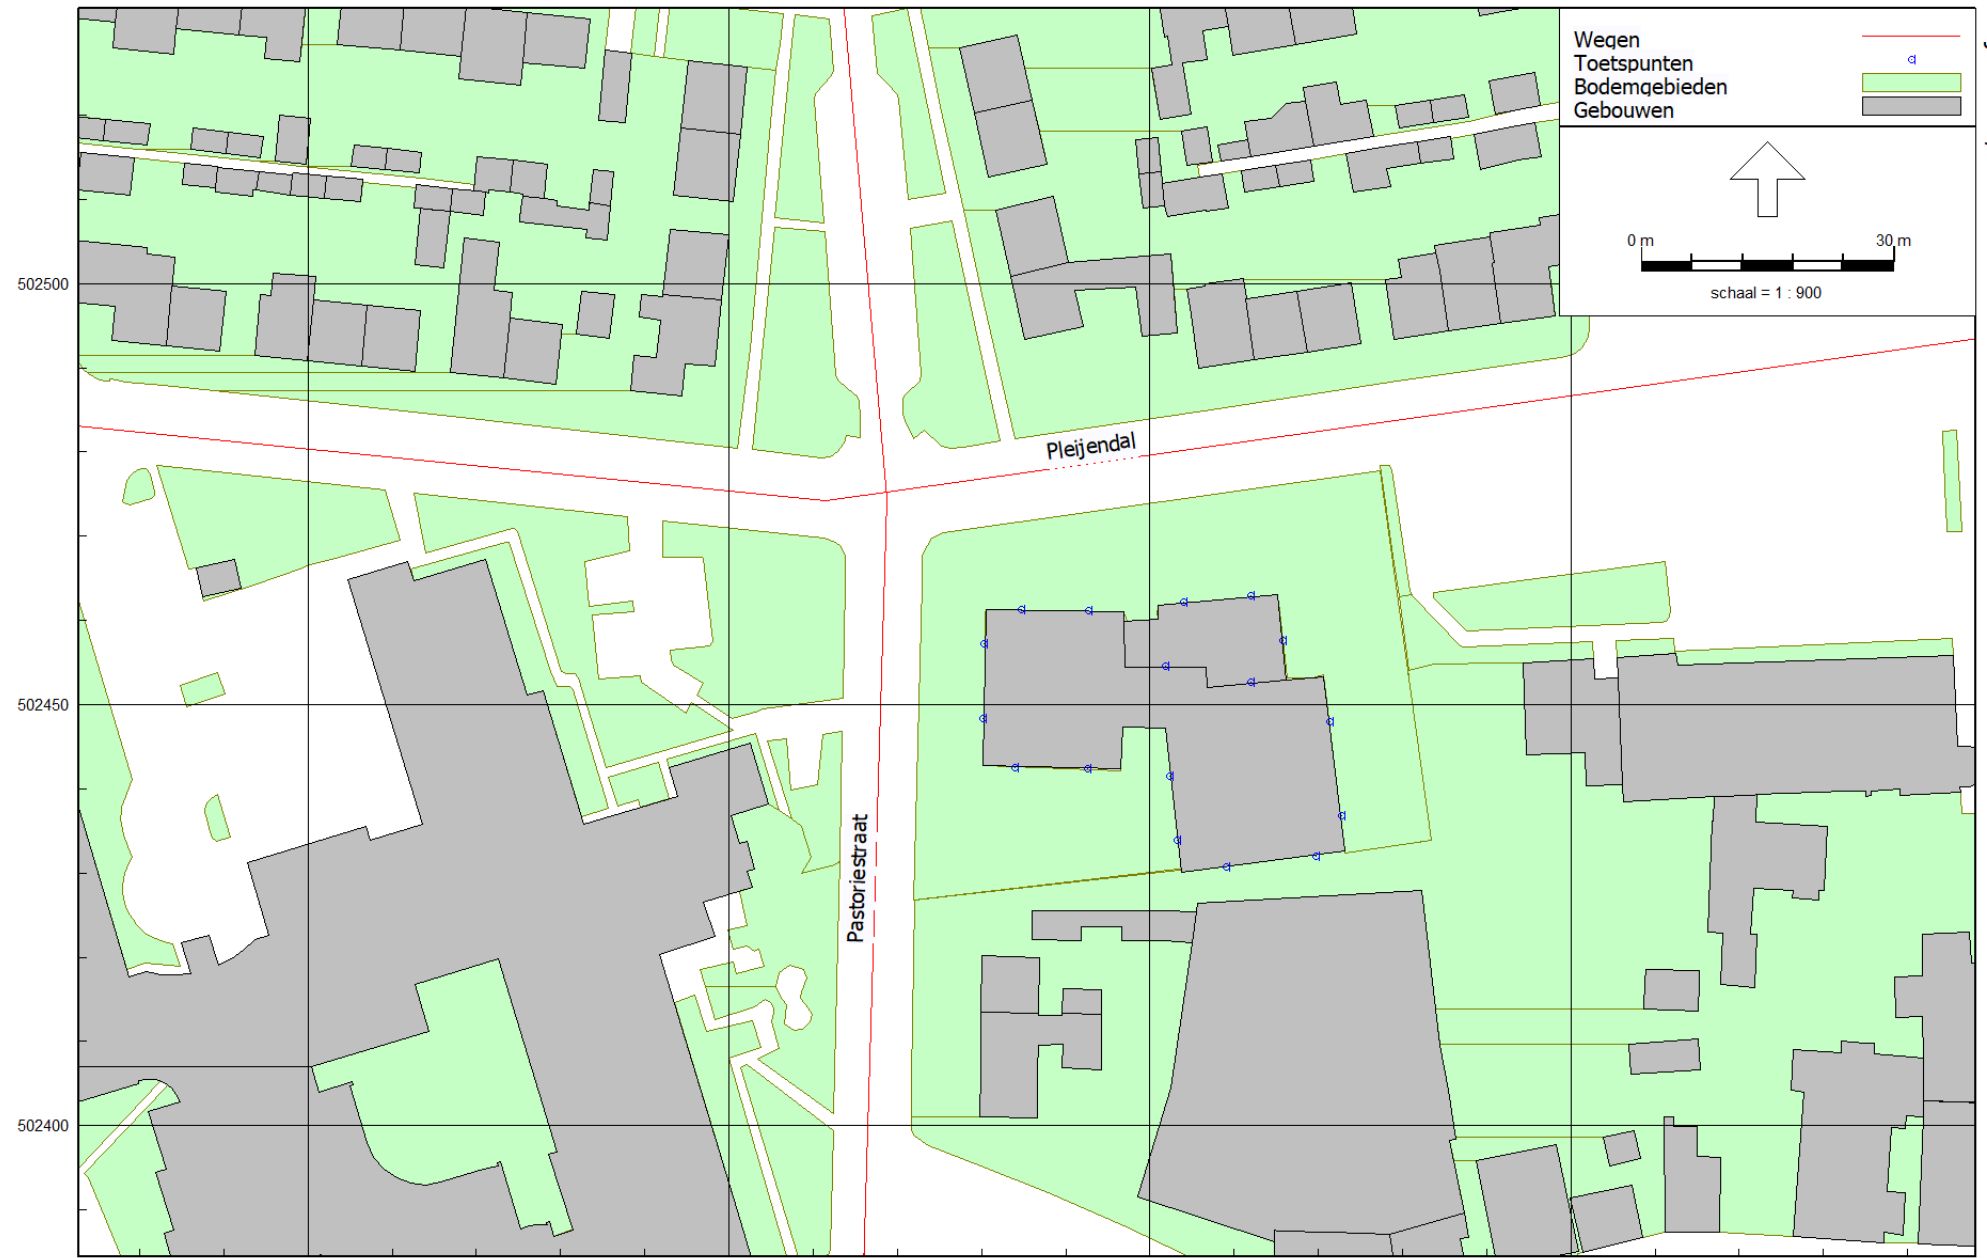 Wegen
Toetspunten
Bodemgebieden
Gebouwen
0 m 30 m
schaal = 1 : 900
502500
Pleijendal
502450
Pastoriestraat
502400